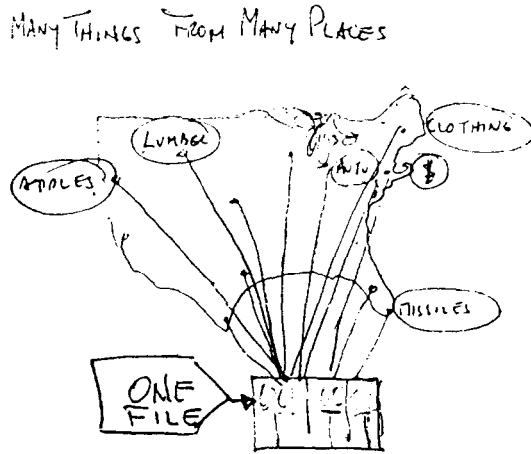 MANY THINGS FROM MANY PLACES
LUMBER
CLOTHING
APPLES
AUTO
$
MISSILES
ONE
FILE